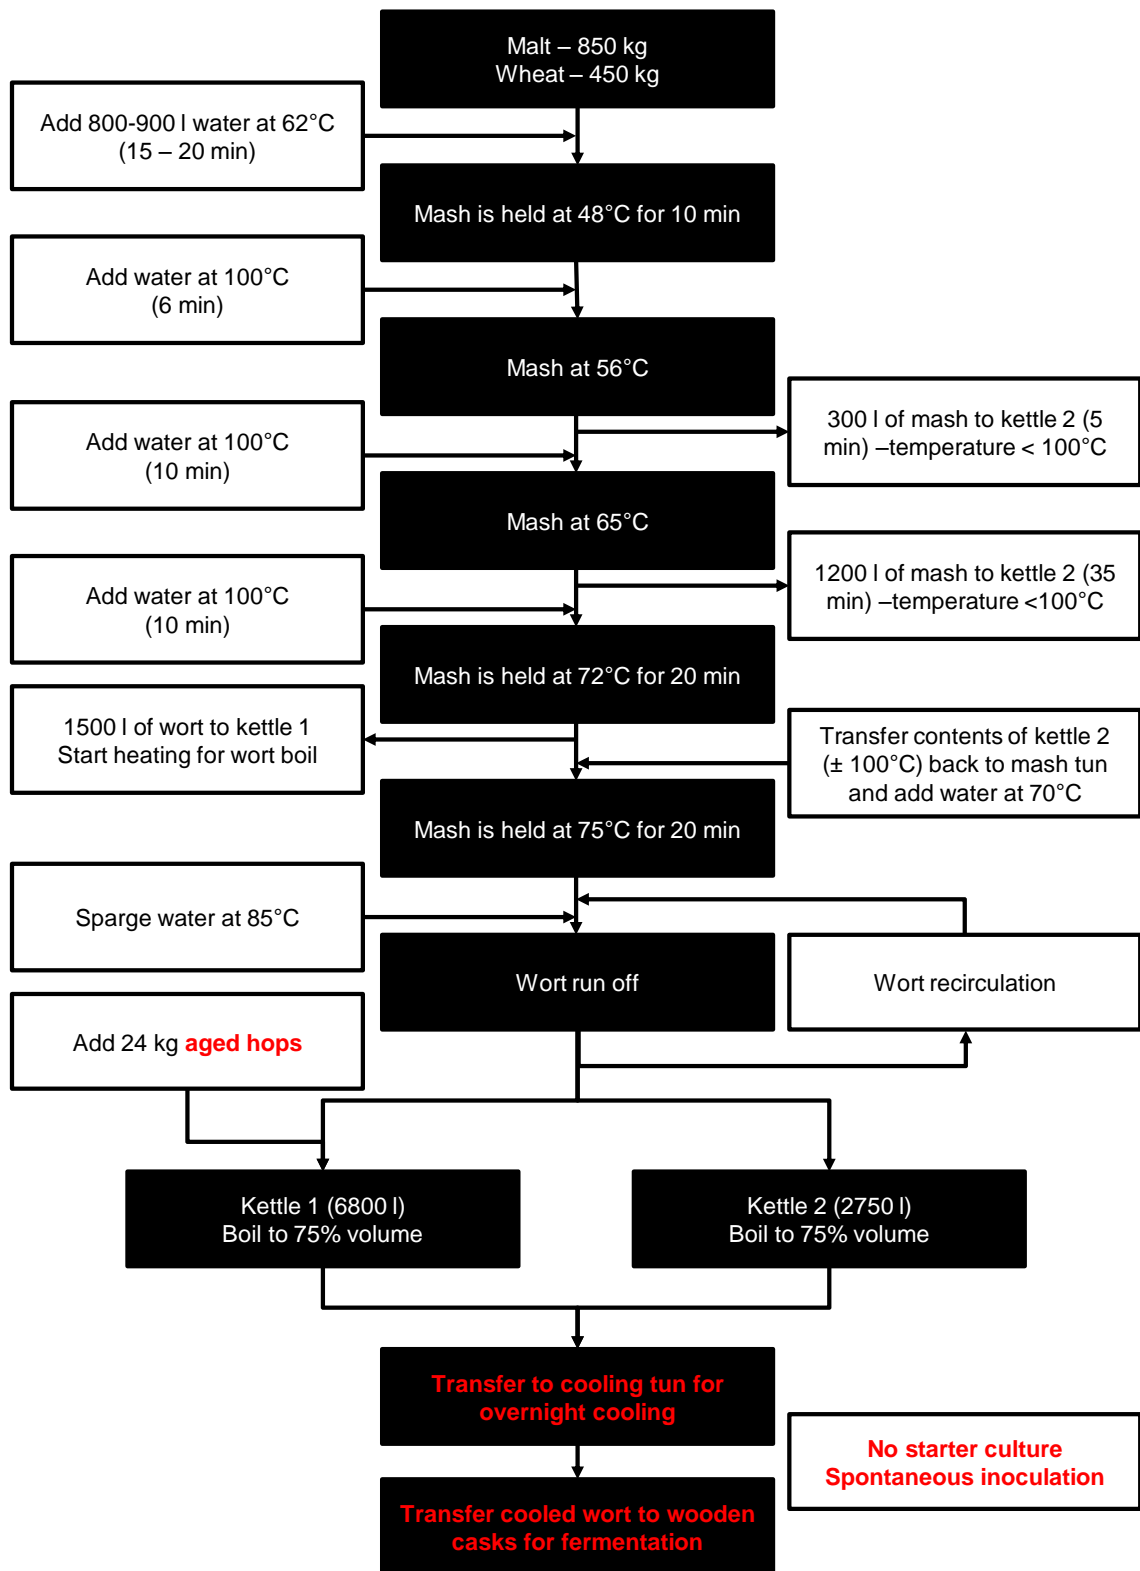 Malt – 850 kg
Wheat – 450 kg
Add 800-900 l water at 62°C
(15 – 20 min)
Mash is held at 48°C for 10 min
Add water at 100°C
(6 min)
Mash at 56°C
300 l of mash to kettle 2 (5
min) –temperature < 100°C
Add water at 100°C
(10 min)
Mash at 65°C
1200 l of mash to kettle 2 (35
min) –temperature <100°C
Add water at 100°C
(10 min)
Mash is held at 72°C for 20 min
1500 l of wort to kettle 1
Start heating for wort boil
Transfer contents of kettle 2
(± 100°C) back to mash tun
and add water at 70°C
Mash is held at 75°C for 20 min
Sparge water at 85°C
Wort run off
Wort recirculation
Add 24 kg aged hops
Kettle 1 (6800 l)
Boil to 75% volume
Kettle 2 (2750 l)
Boil to 75% volume
Transfer to cooling tun for
overnight cooling
No starter culture
Spontaneous inoculation
Transfer cooled wort to wooden
casks for fermentation